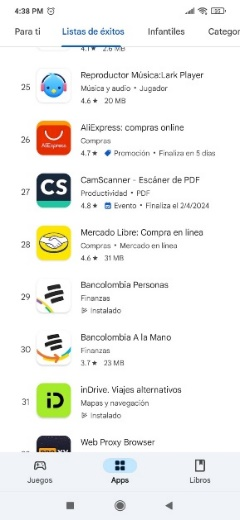 4:38 PM
Para ti
Listas de éxitos
Infantiles
Categor
4.1★ 2.6 MB
25
Reproductor Música:Lark Player
Música y audio • Jugador
4.6★ 20 MB
26
AliExpress
AliExpress: compras online
Compras
4.7★ Promoción • Finaliza en 5 días
27
CS
CamScanner - Escáner de PDF
Productividad • PDF
4.8★ Evento • Finaliza el 2/4/2024
28
Mercado Libre: Compra en línea
Compras • Mercado en línea
4.6★ 31 MB
29
Bancolombia Personas
Finanzas
Instalado
30
Bancolombia A la Mano
Finanzas
3.7★ 23 MB
31
iD
inDrive. Viajes alternativos
Mapas y navegación
Instalado
Web Proxy Browser
Juegos
Apps
Libros